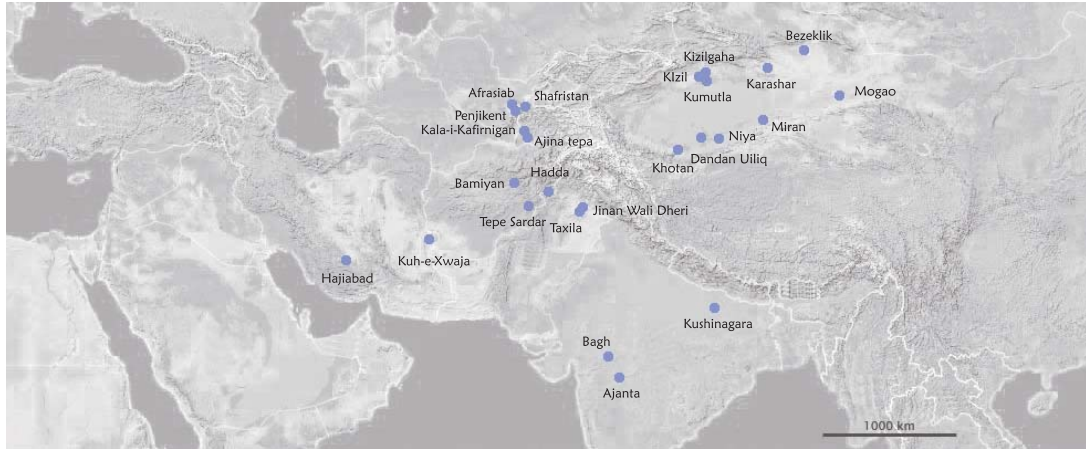 Bezeklik
Kizilgaha
KIzil
Karashar
Kumutla
Mogao
Afrasiab
Shafristan
Penjikent
Kala-i-Kafirnigan
Ajina tepa
Miran
Niya
Dandan Uiliq
Khotan
Hadda
Bamiyan
Jinan Wali Dheri
Tepe Sardar
Taxila
Kuh-e-Xwaja
Hajiabad
Kushinagara
Bagh
Ajanta
1000 km